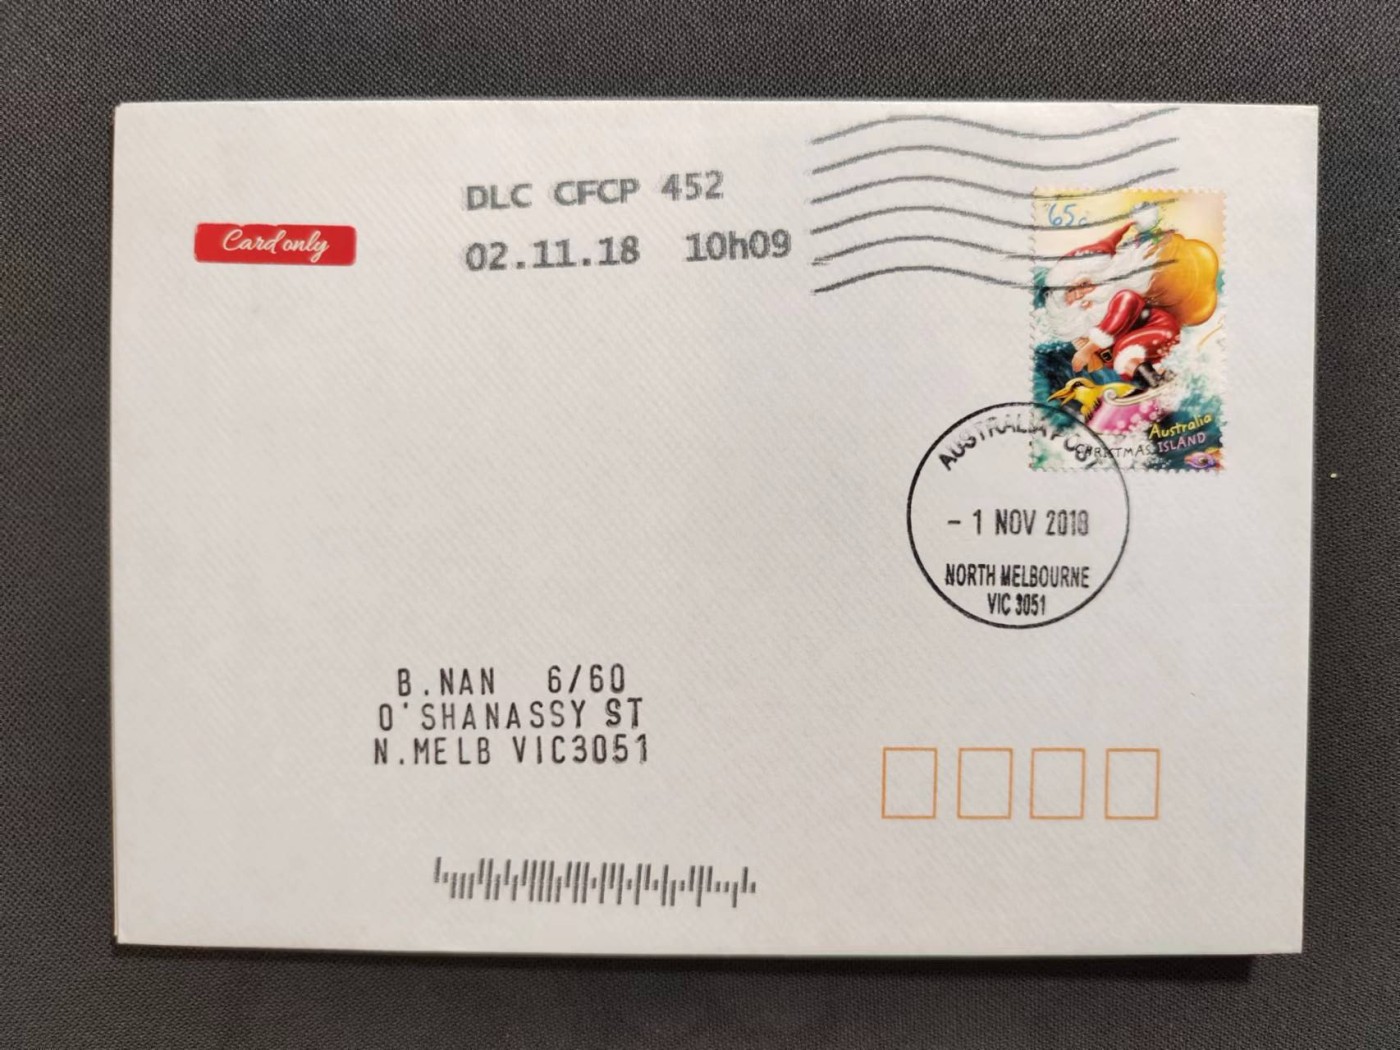 Card only
DLC CFCP 452
02.11.18 10h09
65c
Australia
CHRISTMAS ISLAND
AUSTRALIA POST
- 1 NOV 2018
NORTH MELBOURNE
VIC 3051
B.NAN 6/60
O'SHANASSY ST
N.MELB VIC3051